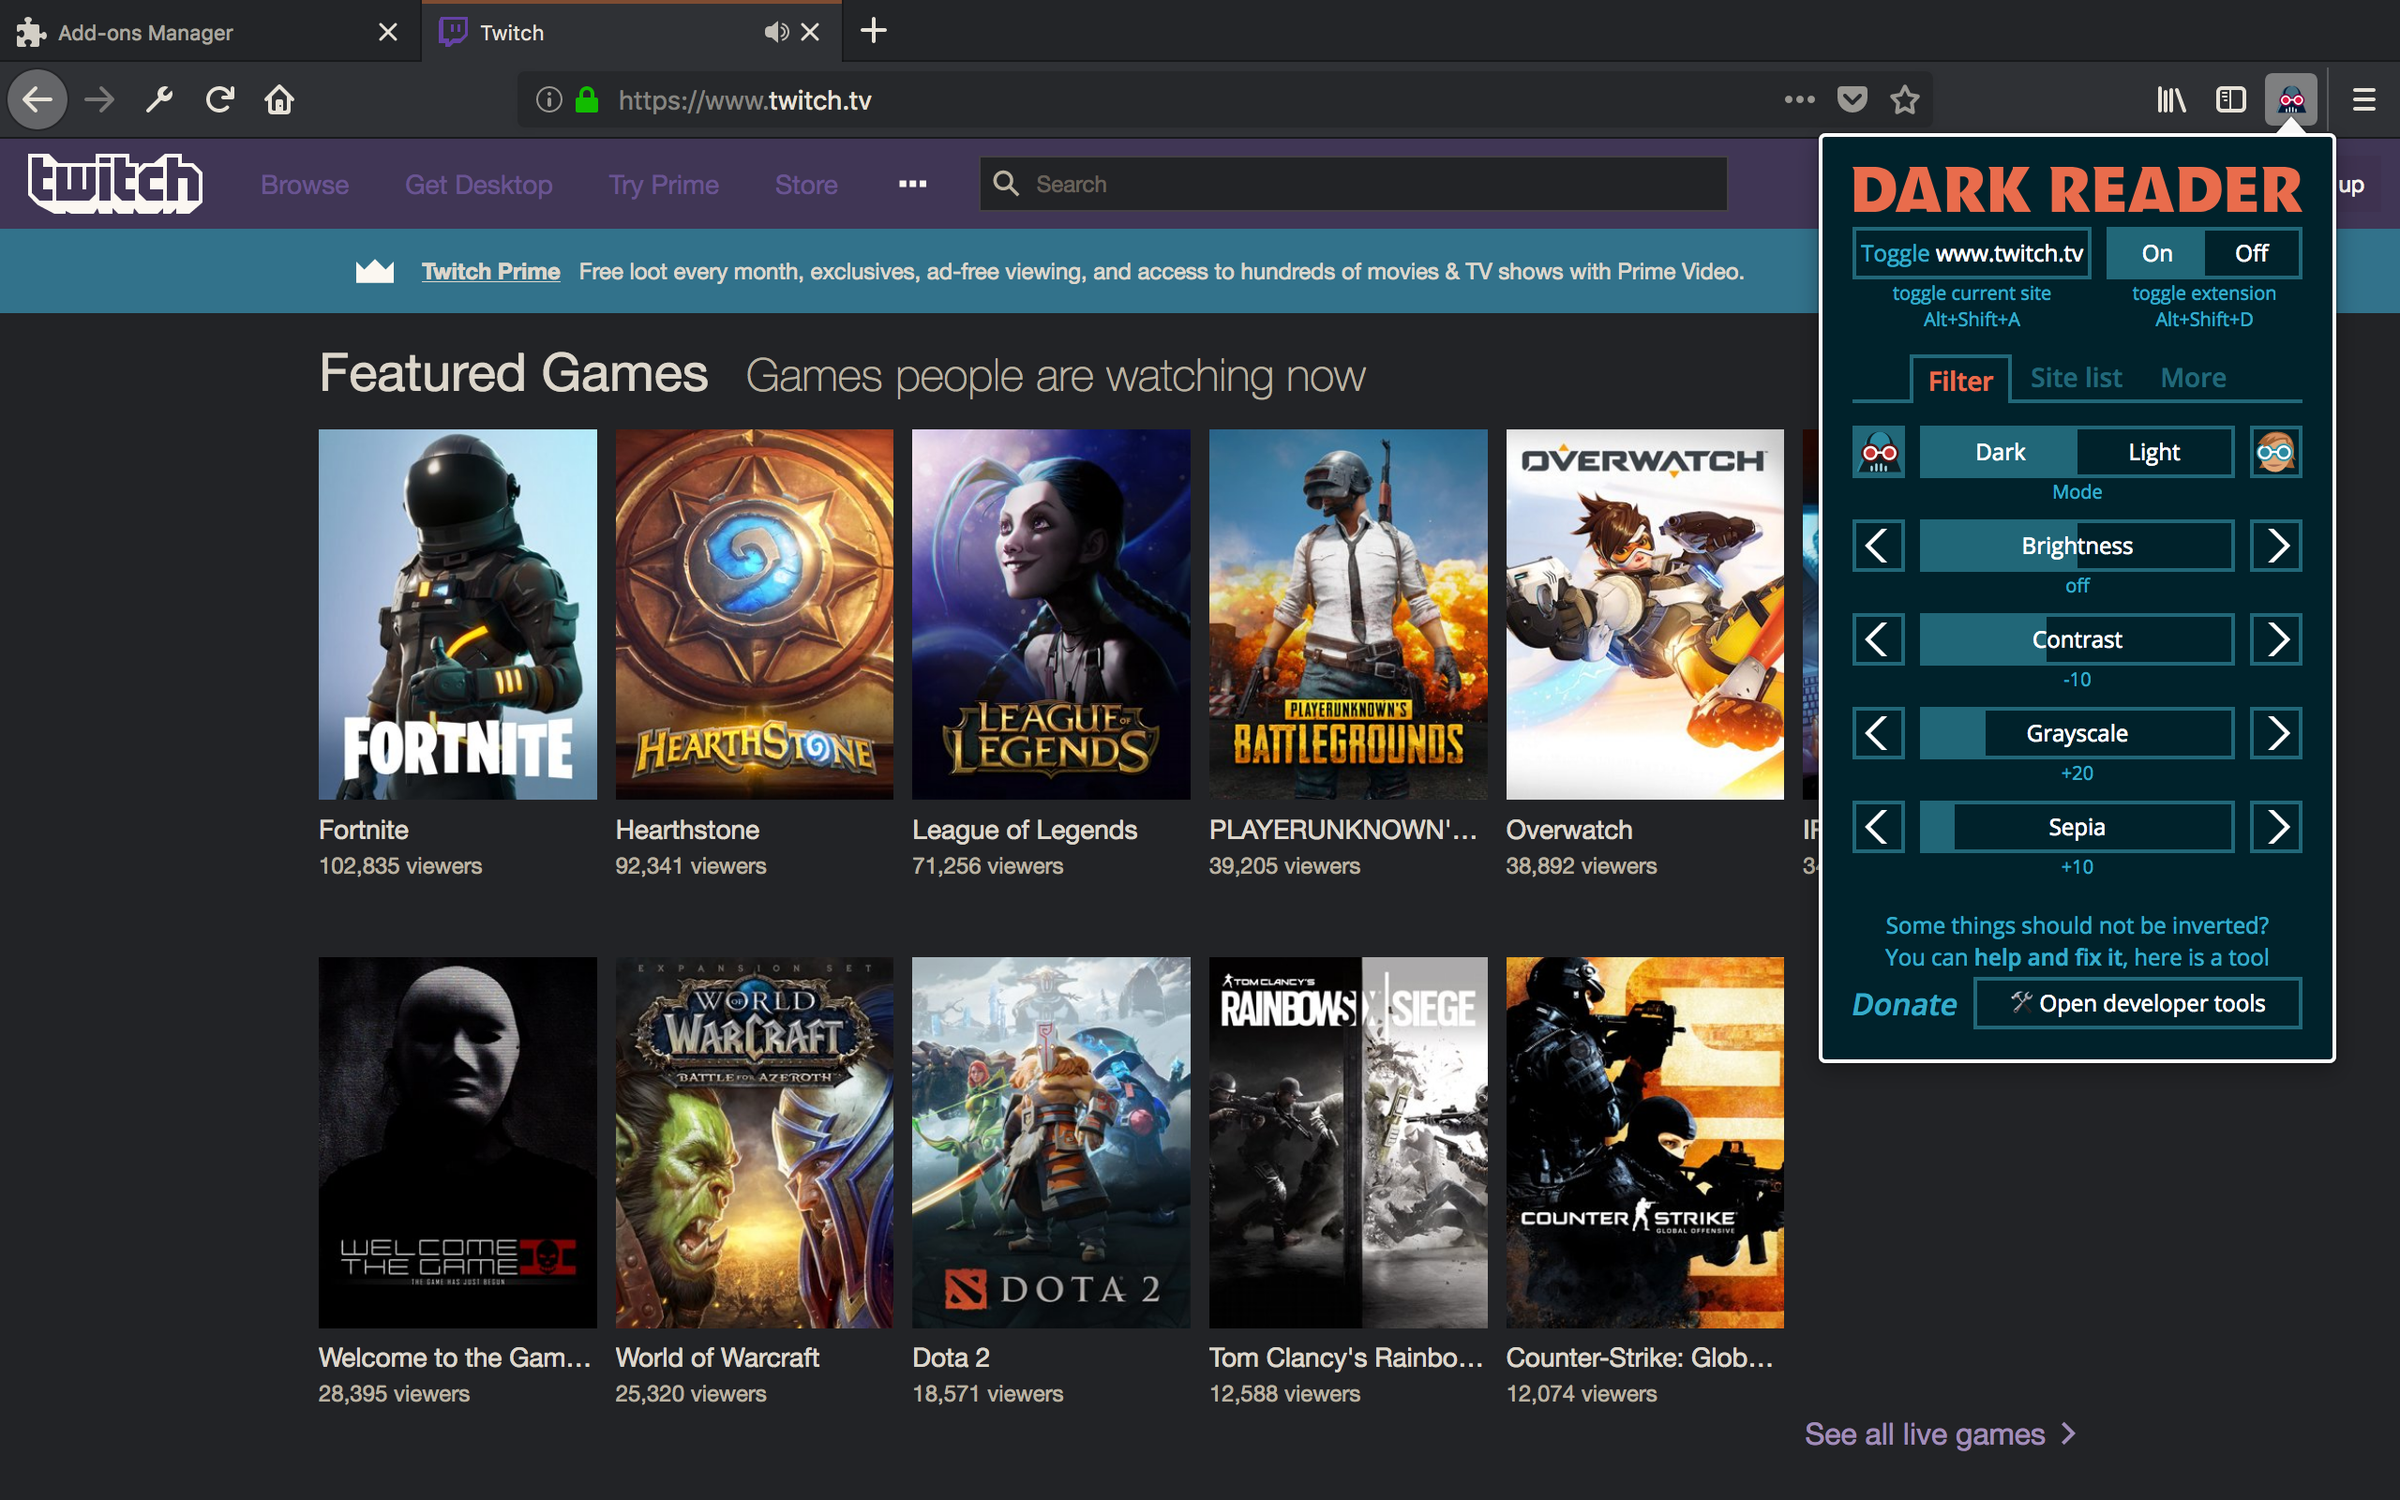 Add-ons Manager
Twitch
https://www.twitch.tv
twitch
Browse
Get Desktop
Try Prime
Store
Search
up
Twitch Prime Free loot every month, exclusives, ad-free viewing, and access to hundreds of movies & TV shows with Prime Video.
Featured Games Games people are watching now
FORTNITE
HEARTHSTONE
LEAGUE OF
LEGENDS
PLAYERUNKNOWN'S
BATTLEGROUNDS
OVERWATCH
Fortnite
102,835 viewers
Hearthstone
92,341 viewers
League of Legends
71,256 viewers
PLAYERUNKNOWN'...
39,205 viewers
Overwatch
38,892 viewers
WELCOME
THE GAME II
THE GAME HAS JUST BEGUN
EXPANSION SET
WORLD OF
WARCRAFT
BATTLE FOR AZEROTH
DOTA 2
TOM CLANCY'S
RAINBOW SIX | SIEGE
COUNTER STRIKE
GLOBAL OFFENSIVE
Welcome to the Gam...
28,395 viewers
World of Warcraft
25,320 viewers
Dota 2
18,571 viewers
Tom Clancy's Rainbo...
12,588 viewers
Counter-Strike: Glob...
12,074 viewers
See all live games
DARK READER
Toggle www.twitch.tv
On
Off
toggle current site
Alt+Shift+A
toggle extension
Alt+Shift+D
Filter
Site list
More
Dark
Light
Mode
Brightness
off
Contrast
-10
Grayscale
+20
Sepia
+10
Some things should not be inverted?
You can help and fix it, here is a tool
Donate
Open developer tools